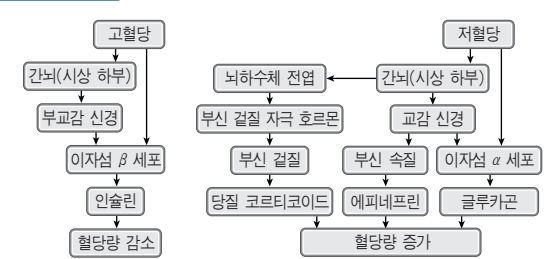 고혈당
저혈당
간뇌(시상 하부)
뇌하수체 전엽
간뇌(시상 하부)
부교감 신경
부신 겉질 자극 호르몬
교감 신경
이자섬 β 세포
부신 겉질
부신 속질
이자섬 α 세포
인슐린
당질 코르티코이드
에피네프린
글루카곤
혈당량 감소
혈당량 증가